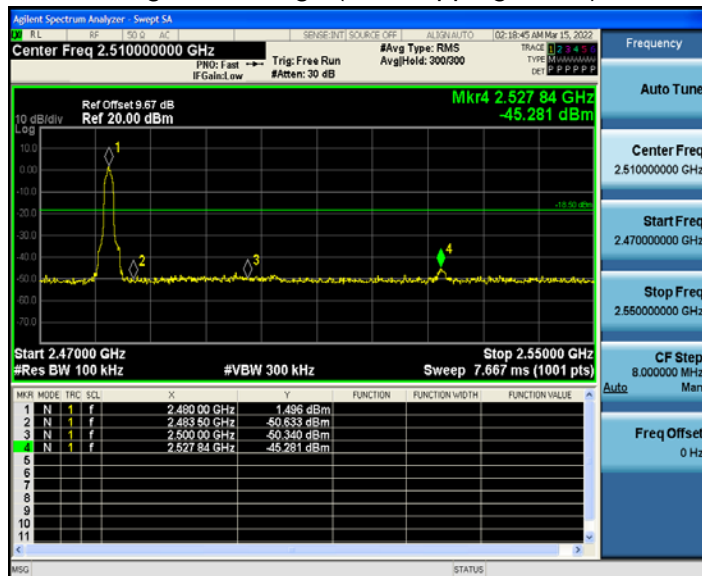 Agilent Spectrum Analyzer - Swept SA
RL RF 50 Ω AC SENSE:INT SOURCE OFF ALIGNAUTO 02:18:45 AM Mar 15, 2022
Center Freq 2.510000000 GHz
PNO: Fast
IFGain:Low
Trig: Free Run
#Atten: 30 dB
#Avg Type: RMS
Avg|Hold: 300/300
TRACE 1 2 3 4 5 6
TYPE M
DET P P P P P P
Frequency
Auto Tune
Center Freq
2.510000000 GHz
Start Freq
2.470000000 GHz
Stop Freq
2.550000000 GHz
CF Step
8.000000 MHz
Auto Man
Freq Offset
0 Hz
Mkr4 2.527 84 GHz
-45.281 dBm
Ref Offset 9.67 dB
10 dB/div Ref 20.00 dBm
Log
10.0
0.00
-10.0
-20.0
-30.0
-40.0
-50.0
-60.0
-70.0
1
2
3
4
-18.50 dBm
Start 2.47000 GHz Stop 2.55000 GHz
#Res BW 100 kHz #VBW 300 kHz Sweep 7.667 ms (1001 pts)
MKR MODE TRC SCL X Y FUNCTION FUNCTION WIDTH FUNCTION VALUE
1 N 1 f 2.480 00 GHz 1.496 dBm
2 N 1 f 2.483 50 GHz -50.633 dBm
3 N 1 f 2.500 00 GHz -50.340 dBm
4 N 1 f 2.527 84 GHz -45.281 dBm
5
6
7
8
9
10
11
MSG STATUS